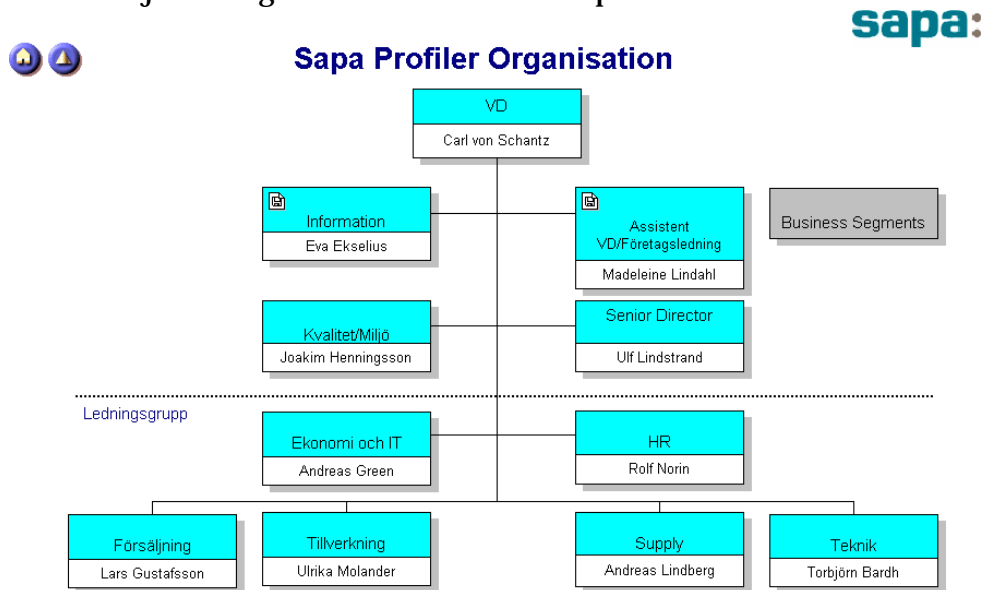 sapa:
Sapa Profiler Organisation
VD
Carl von Schantz
Information
Eva Ekselius
Assistent
VD/Företagsledning
Madeleine Lindahl
Business Segments
Kvalitet/Miljö
Joakim Henningsson
Senior Director
Ulf Lindstrand
Ledningsgrupp
Ekonomi och IT
Andreas Green
HR
Rolf Norin
Försäljning
Lars Gustafsson
Tillverkning
Ulrika Molander
Supply
Andreas Lindberg
Teknik
Torbjörn Bardh